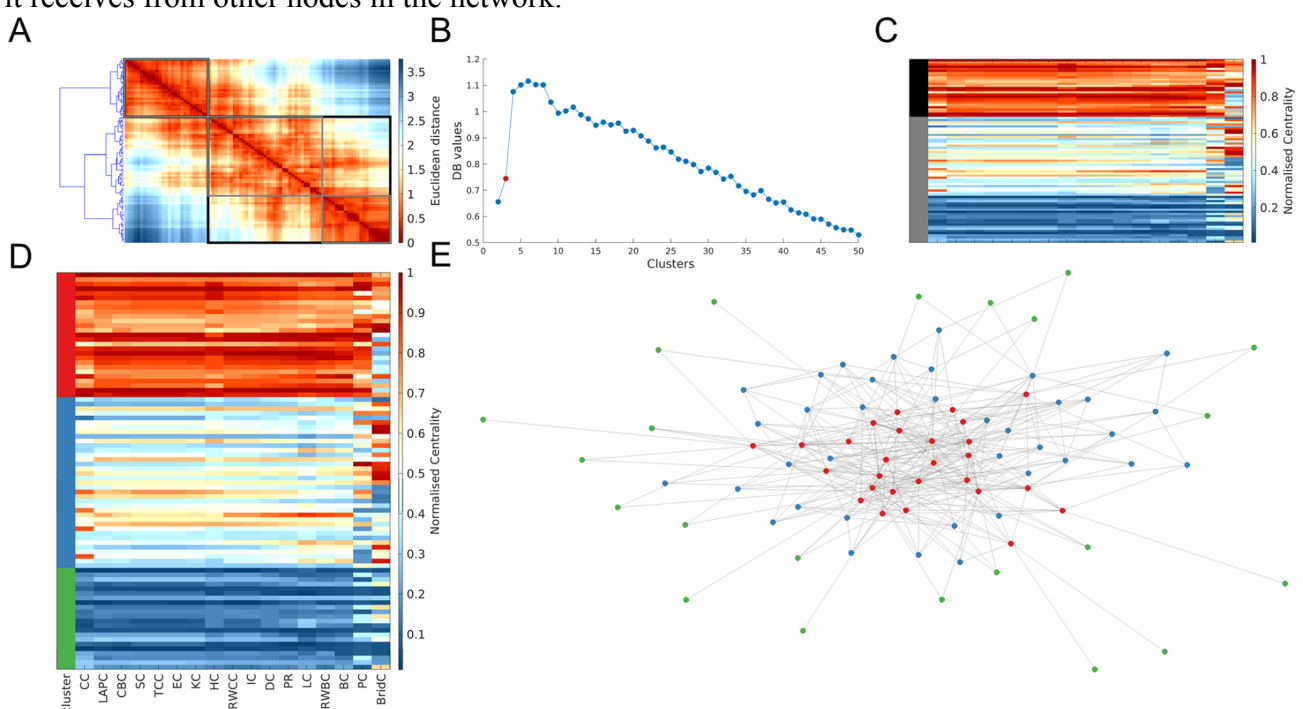 it receives from other nodes in the network.
A
B
C
3.5
3
2.5
2
1.5
1
0.5
0
Euclidean distance
1.2
1.1
1
0.9
0.8
0.7
0.6
0.5
DB values
0
5
10
15
20
25
30
35
40
45
50
Clusters
1
0.8
0.6
0.4
0.2
Normalised Centrality
D
E
1
0.9
0.8
0.7
0.6
0.5
0.4
0.3
0.2
0.1
Normalised Centrality
CC
LAPC
CBC
SC
TCC
EC
KC
HC
RWCC
IC
DC
PR
LC
RWBC
BC
PC